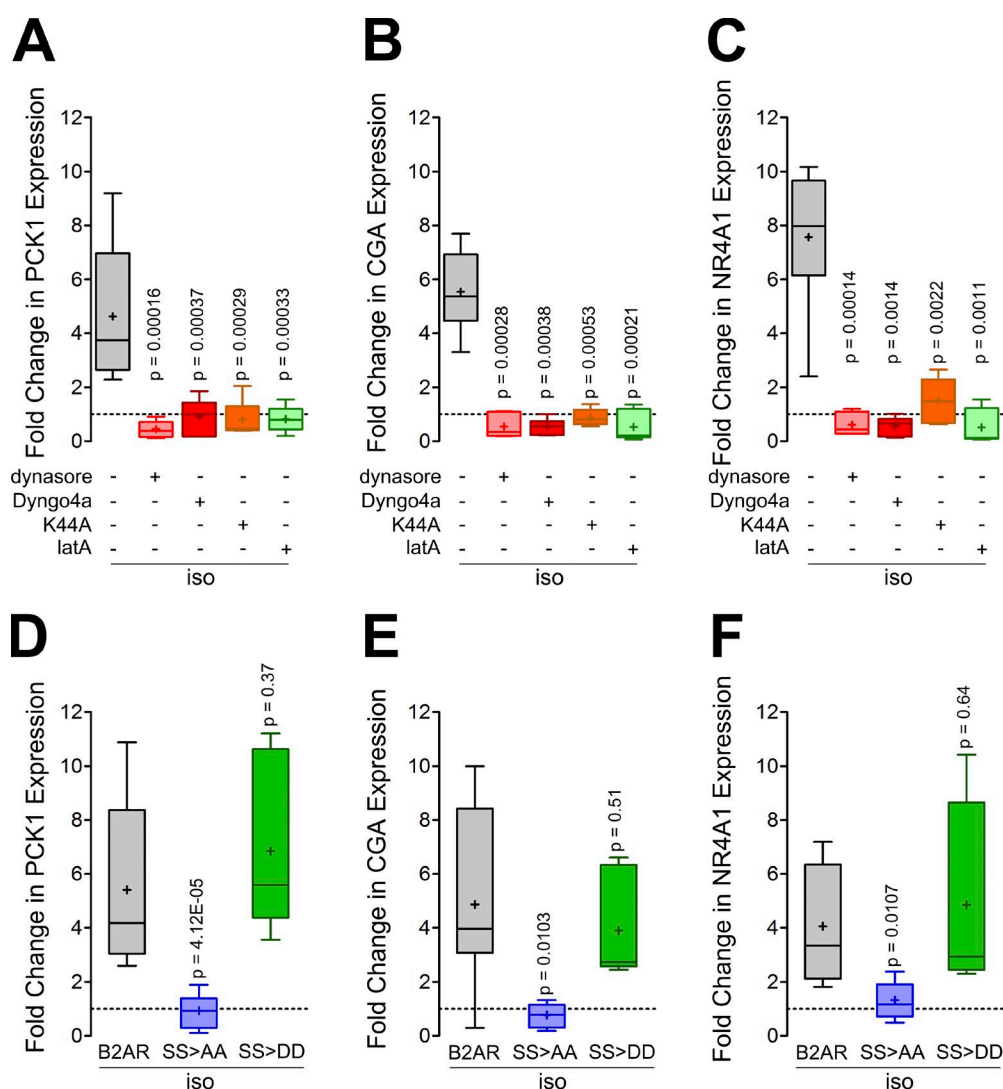 A
B
C
Fold Change in PCK1 Expression
12
10
8
6
4
2
0
p = 0.00016
p = 0.00037
p = 0.00029
p = 0.00033
Fold Change in CGA Expression
12
10
8
6
4
2
0
p = 0.00028
p = 0.00038
p = 0.00053
p = 0.00021
Fold Change in NR4A1 Expression
12
10
8
6
4
2
0
p = 0.00014
p = 0.0014
p = 0.0022
p = 0.0011
dynasore - + - - -
Dyngo4a - - + - -
K44A - - - + -
latA - - - - +
iso
dynasore - + - - -
Dyngo4a - - + - -
K44A - - - + -
latA - - - - +
iso
dynasore - + - - -
Dyngo4a - - + - -
K44A - - - + -
latA - - - - +
iso
D
E
F
Fold Change in PCK1 Expression
12
10
8
6
4
2
0
p = 4.12E-05
p = 0.37
B2AR SS>AA SS>DD
iso
Fold Change in CGA Expression
12
10
8
6
4
2
0
p = 0.0103
p = 0.51
B2AR SS>AA SS>DD
iso
Fold Change in NR4A1 Expression
12
10
8
6
4
2
0
p = 0.0107
p = 0.64
B2AR SS>AA SS>DD
iso